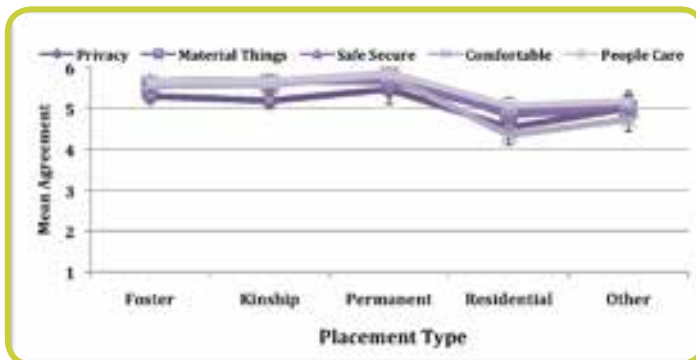 Privacy Material Things Safe Secure Comfortable People Care
6
5
4
3
2
1
Mean Agreement
Foster Kinship Permanent Residential Other
Placement Type